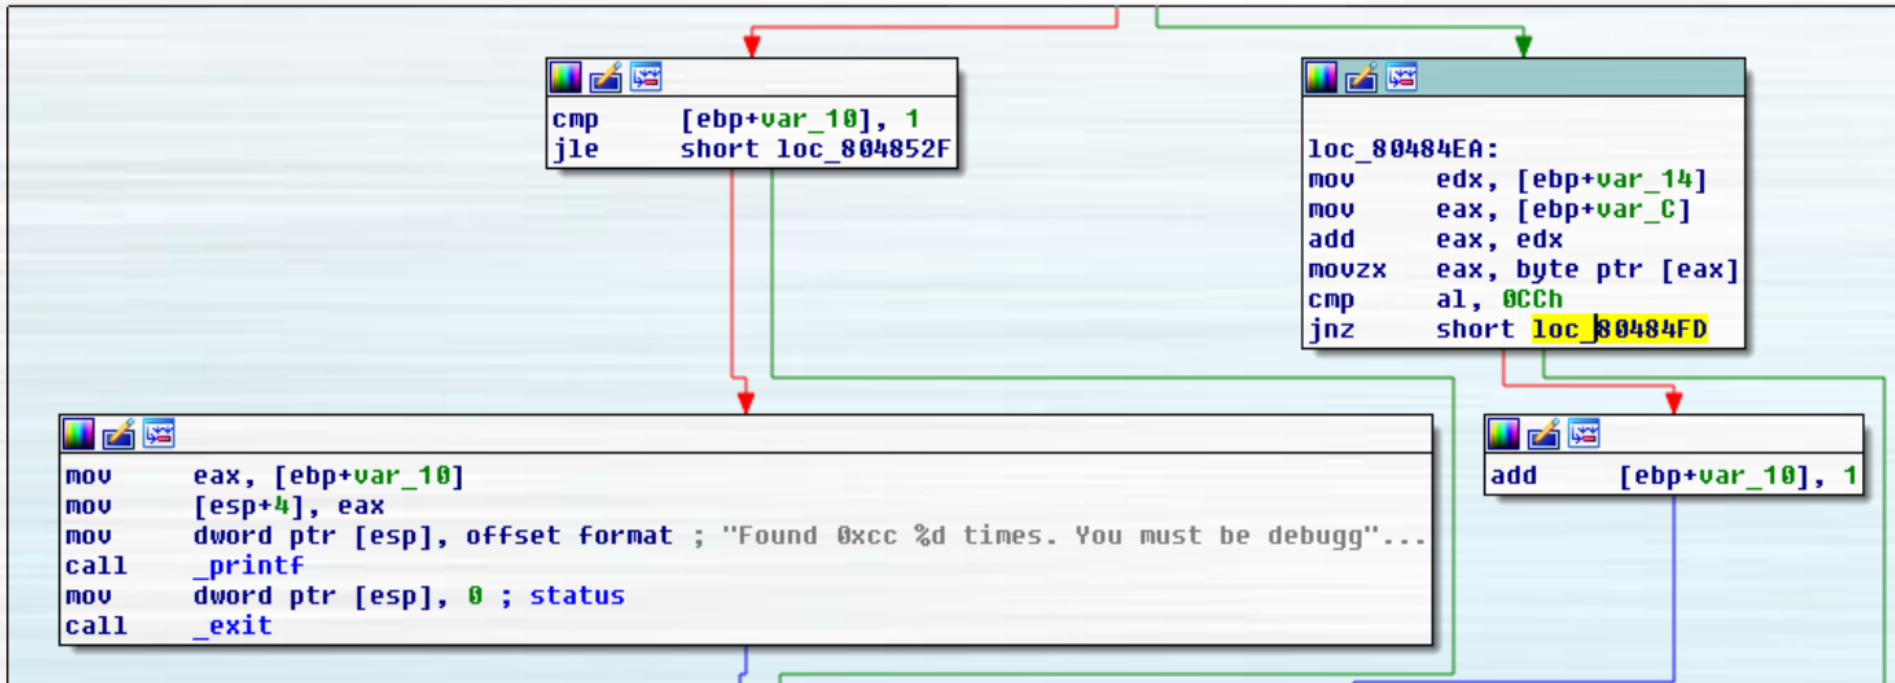 cmp [ebp+var_10], 1
jle short loc_804852F
loc_80484EA:
mov edx, [ebp+var_14]
mov eax, [ebp+var_C]
add eax, edx
movzx eax, byte ptr [eax]
cmp al, 0CCh
jnz short loc_80484FD
mov eax, [ebp+var_10]
mov [esp+4], eax
mov dword ptr [esp], offset format ; "Found 0xcc %d times. You must be debugg"...
call _printf
mov dword ptr [esp], 0 ; status
call _exit
add [ebp+var_10], 1